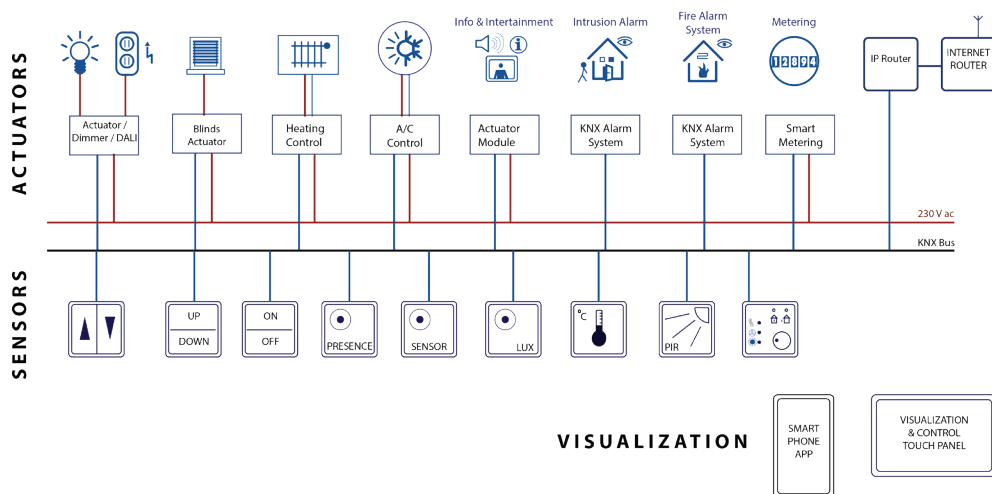 ACTUATORS
Info & Intertainment
Intrusion Alarm
Fire Alarm
System
Metering
12894
IP Router
INTERNET
ROUTER
Actuator /
Dimmer / DALI
Blinds
Actuator
Heating
Control
A/C
Control
Actuator
Module
KNX Alarm
System
KNX Alarm
System
Smart
Metering
230 V ac
KNX Bus
SENSORS
UP
DOWN
ON
OFF
PRESENCE
SENSOR
LUX
°C
PIR
VISUALIZATION
SMART
PHONE
APP
VISUALIZATION
& CONTROL
TOUCH PANEL